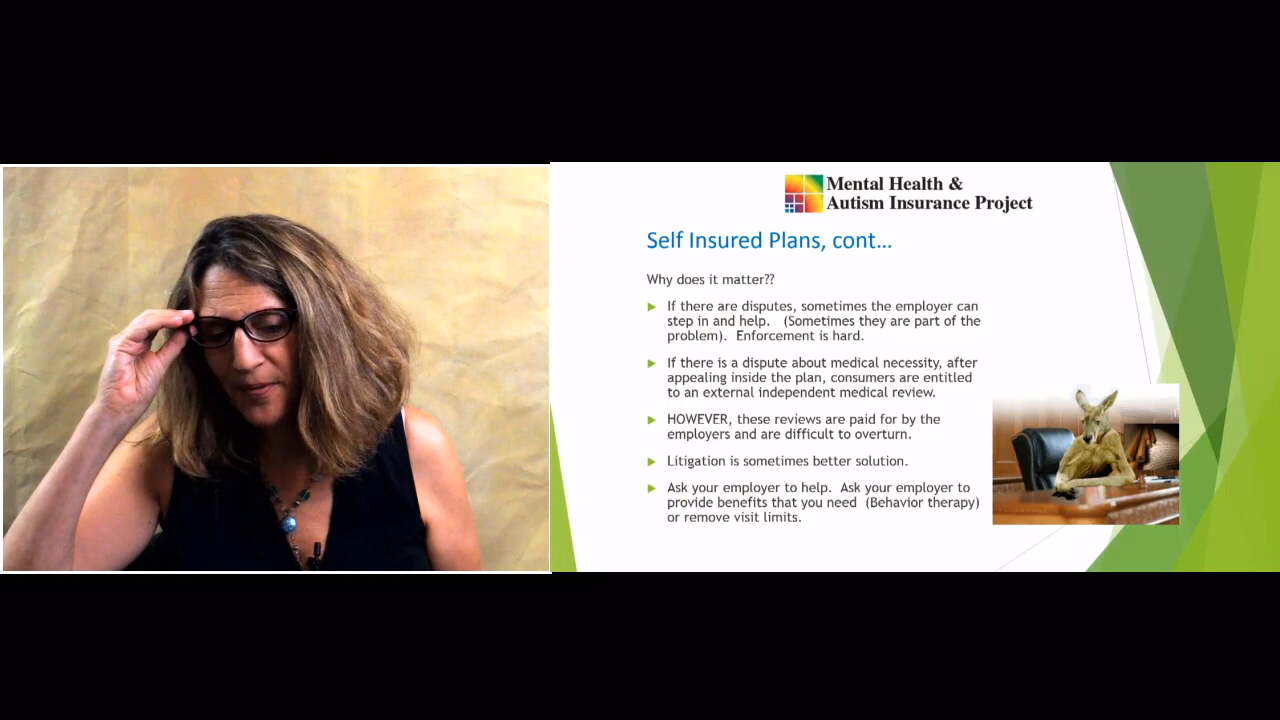 Mental Health &
Autism Insurance Project
Self Insured Plans, cont...
Why does it matter??
If there are disputes, sometimes the employer can
step in and help. (Sometimes they are part of the
problem). Enforcement is hard.
If there is a dispute about medical necessity, after
appealing inside the plan, consumers are entitled
to an external independent medical review.
HOWEVER, these reviews are paid for by the
employers and are difficult to overturn.
Litigation is sometimes better solution.
Ask your employer to help. Ask your employer to
provide benefits that you need (Behavior therapy)
or remove visit limits.